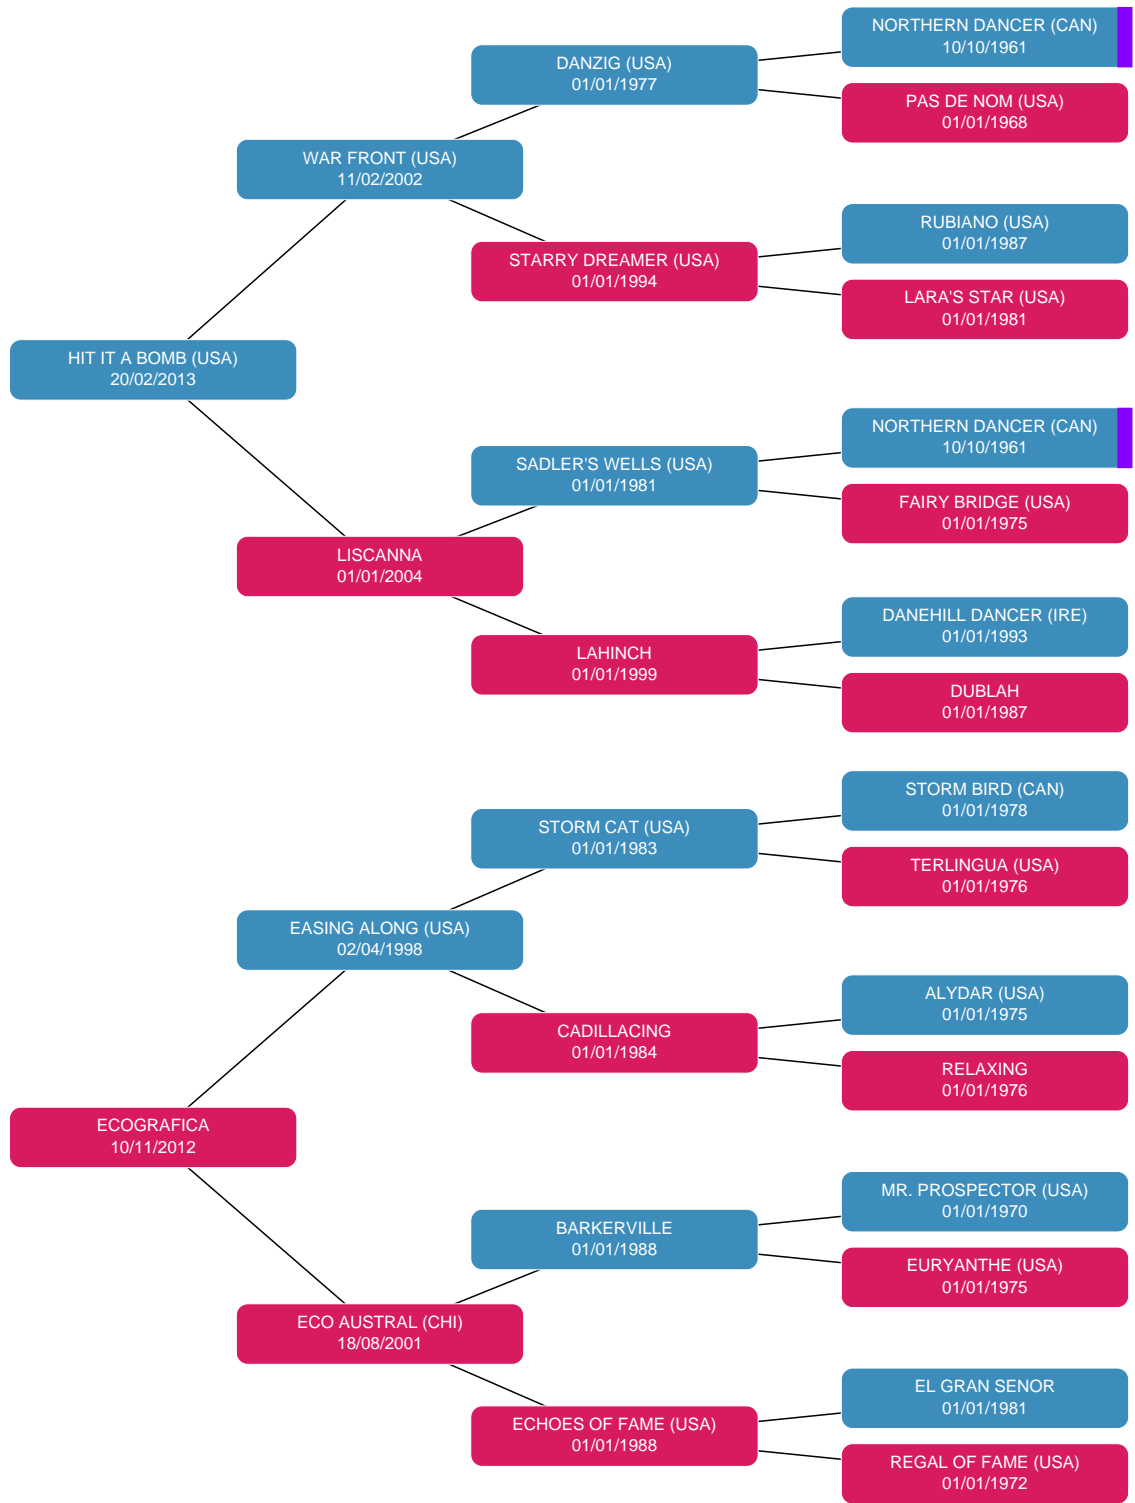 NORTHERN DANCER (CAN)
10/10/1961
DANZIG (USA)
01/01/1977
PAS DE NOM (USA)
01/01/1968
WAR FRONT (USA)
11/02/2002
RUBIANO (USA)
01/01/1987
STARRY DREAMER (USA)
01/01/1994
LARA'S STAR (USA)
01/01/1981
HIT IT A BOMB (USA)
20/02/2013
NORTHERN DANCER (CAN)
10/10/1961
SADLER'S WELLS (USA)
01/01/1981
FAIRY BRIDGE (USA)
01/01/1975
LISCANNA
01/01/2004
DANEHILL DANCER (IRE)
01/01/1993
LAHINCH
01/01/1999
DUBLAH
01/01/1987
STORM BIRD (CAN)
01/01/1978
STORM CAT (USA)
01/01/1983
TERLINGUA (USA)
01/01/1976
EASING ALONG (USA)
02/04/1998
ALYDAR (USA)
01/01/1975
CADILLACING
01/01/1984
RELAXING
01/01/1976
ECOGRAFICA
10/11/2012
MR. PROSPECTOR (USA)
01/01/1970
BARKERVILLE
01/01/1988
EURYANTHE (USA)
01/01/1975
ECO AUSTRAL (CHI)
18/08/2001
EL GRAN SENOR
01/01/1981
ECHOES OF FAME (USA)
01/01/1988
REGAL OF FAME (USA)
01/01/1972